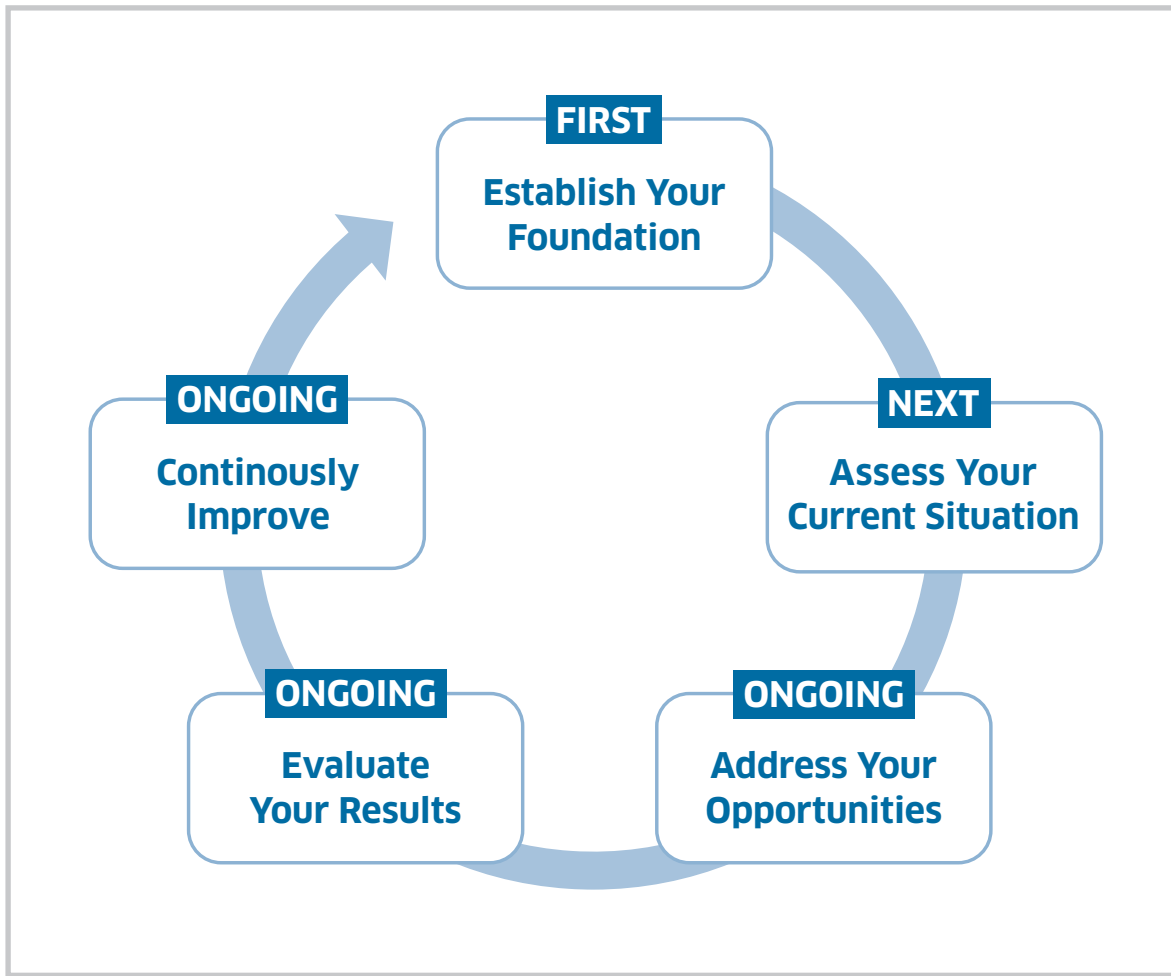 FIRST
Establish Your
Foundation
NEXT
Assess Your
Current Situation
ONGOING
Address Your
Opportunities
ONGOING
Evaluate
Your Results
ONGOING
Continously
Improve